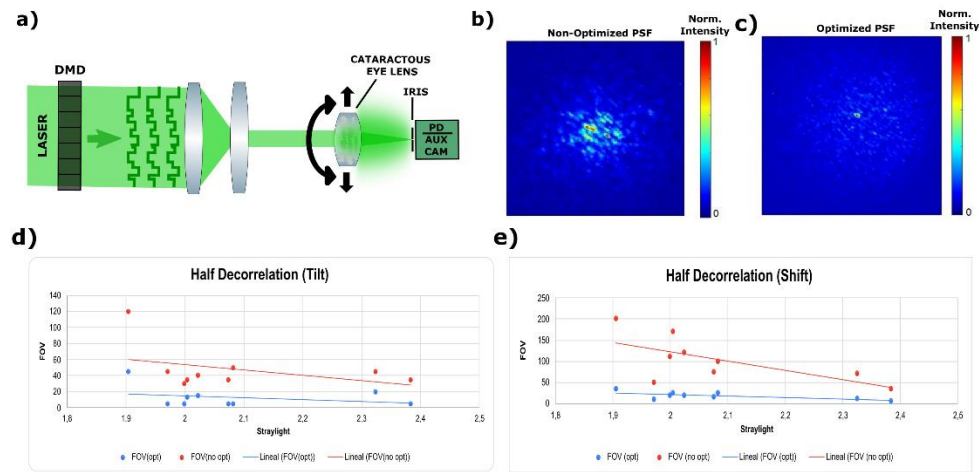 a)
DMD
LASER
CATARACTOUS
EYE LENS
IRIS
PD
AUX
CAM
b)
Non-Optimized PSF
Norm.
Intensity
1
0
c)
Optimized PSF
Norm.
Intensity
1
0
d)
Half Decorrelation (Tilt)
FOV
140
120
100
80
60
40
20
0
1,8 1,9 2 2,1 2,2 2,3 2,4 2,5
Straylight
FOV(opt) FOV(no opt) Lineal (FOV(opt)) Lineal (FOV(no opt))
e)
Half Decorrelation (Shift)
FOV
250
200
150
100
50
0
1,8 1,9 2 2,1 2,2 2,3 2,4 2,5
Straylight
FOV (opt) FOV (no opt) Lineal (FOV (opt)) Lineal (FOV (no opt))